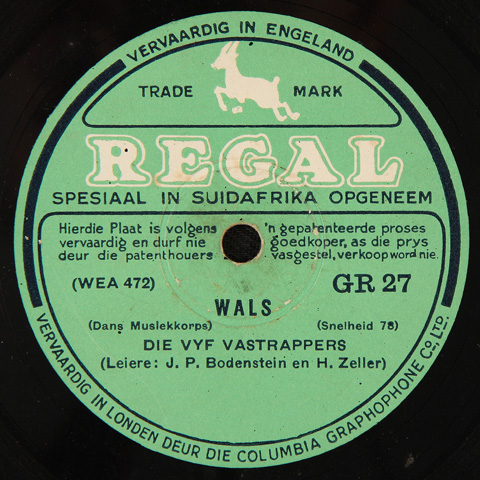 VERVAARDIG IN ENGELAND
TRADE MARK
REGAL
SPESIAAL IN SUIDAFRIKA OPGENEEM
Hierdie Plaat is volgens 'n gepatenteerde proses
vervaardig en durf nie goedkoper, as die prys
deur die patenthouers vasgestel, verkoop word nie.
(WEA 472) GR 27
WALS
(Dans Musiekkorps) (Snelheid 78)
DIE VYF VASTRAPPERS
(Leiere: J. P. Bodenstein en H. Zeller)
VERVAARDIG IN LONDEN DEUR DIE COLUMBIA GRAPHOPHONE CO., LTD.